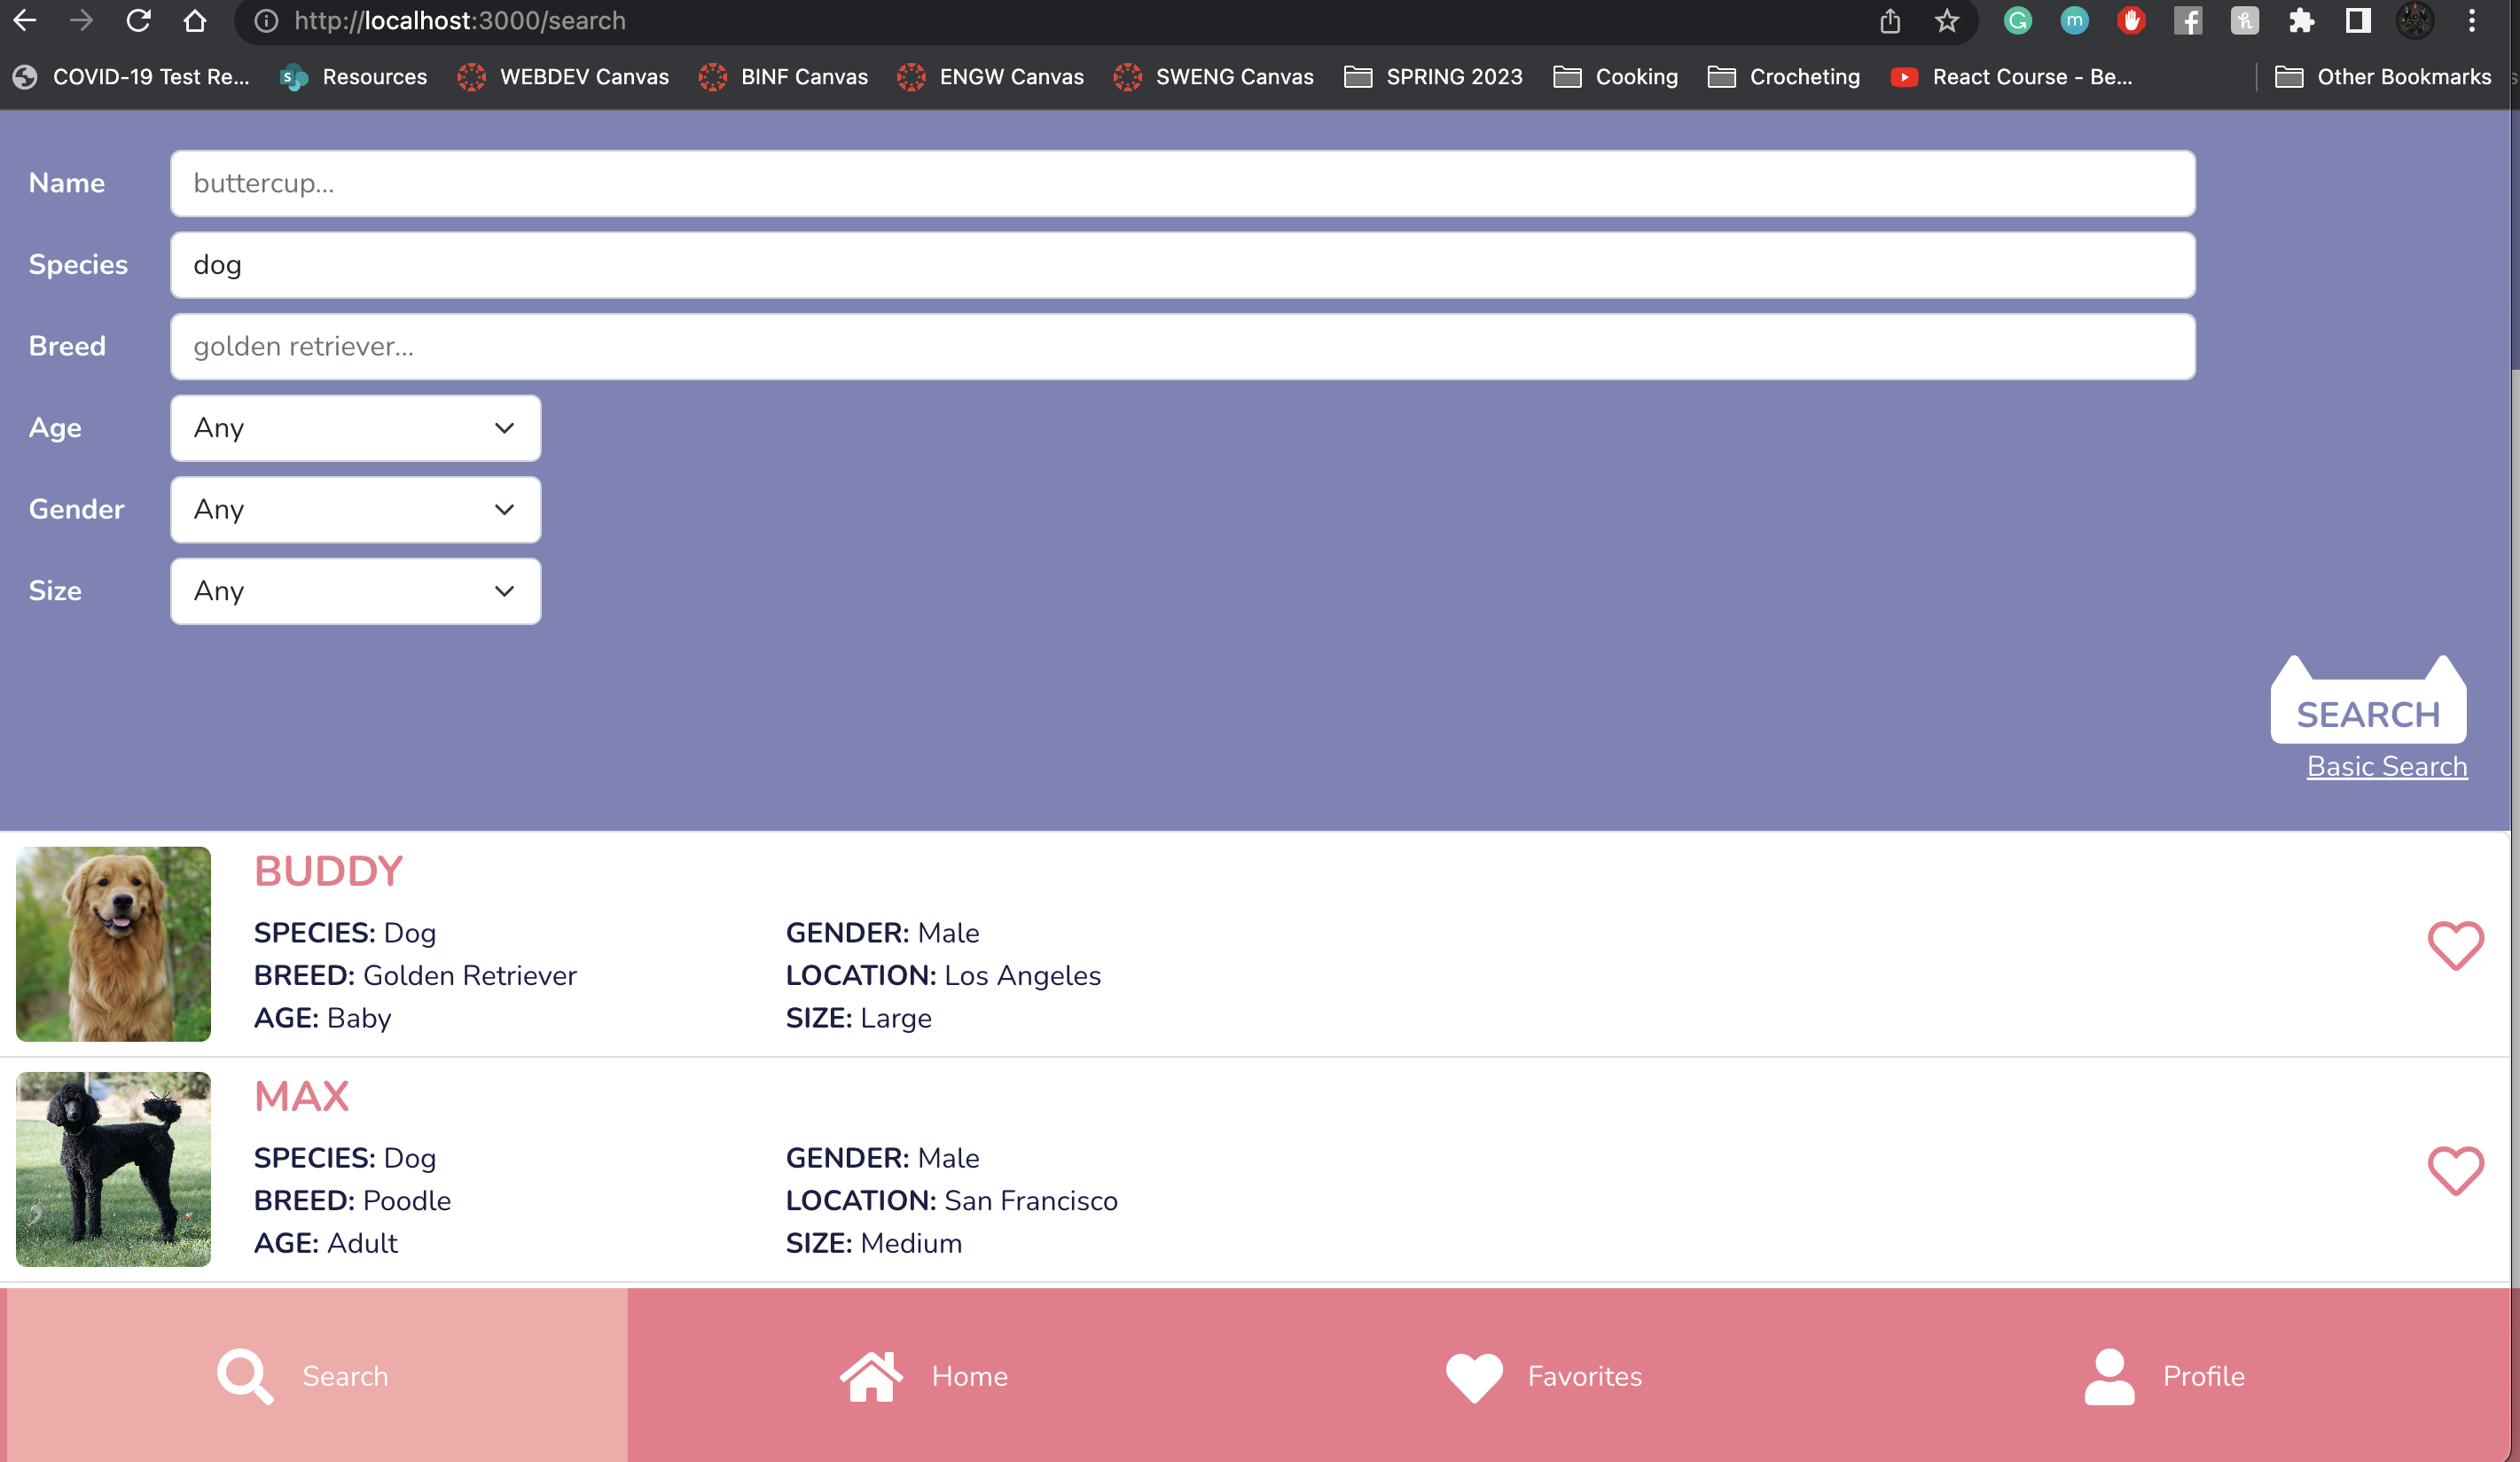 http://localhost:3000/search
COVID-19 Test Re... Resources WEBDEV Canvas BINF Canvas ENGW Canvas SWENG Canvas SPRING 2023 Cooking Crocheting React Course - Be... Other Bookmarks
Name buttercup...
Species dog
Breed golden retriever...
Age Any
Gender Any
Size Any
SEARCH
Basic Search
BUDDY
SPECIES: Dog GENDER: Male
BREED: Golden Retriever LOCATION: Los Angeles
AGE: Baby SIZE: Large
MAX
SPECIES: Dog GENDER: Male
BREED: Poodle LOCATION: San Francisco
AGE: Adult SIZE: Medium
Search Home Favorites Profile